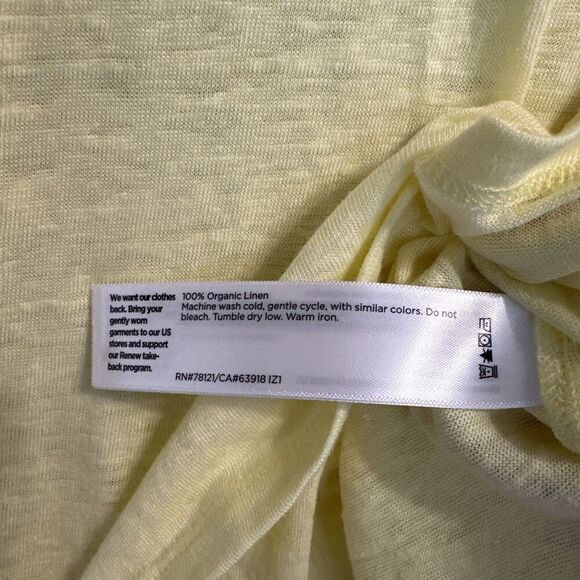 We want our clothes
back. Bring your
gently worn
garments to our US
stores and support
our Renew take-
back program.
100% Organic Linen
Machine wash cold, gentle cycle, with similar colors. Do not
bleach. Tumble dry low. Warm iron.
RN#78121/CA#63918 IZ1